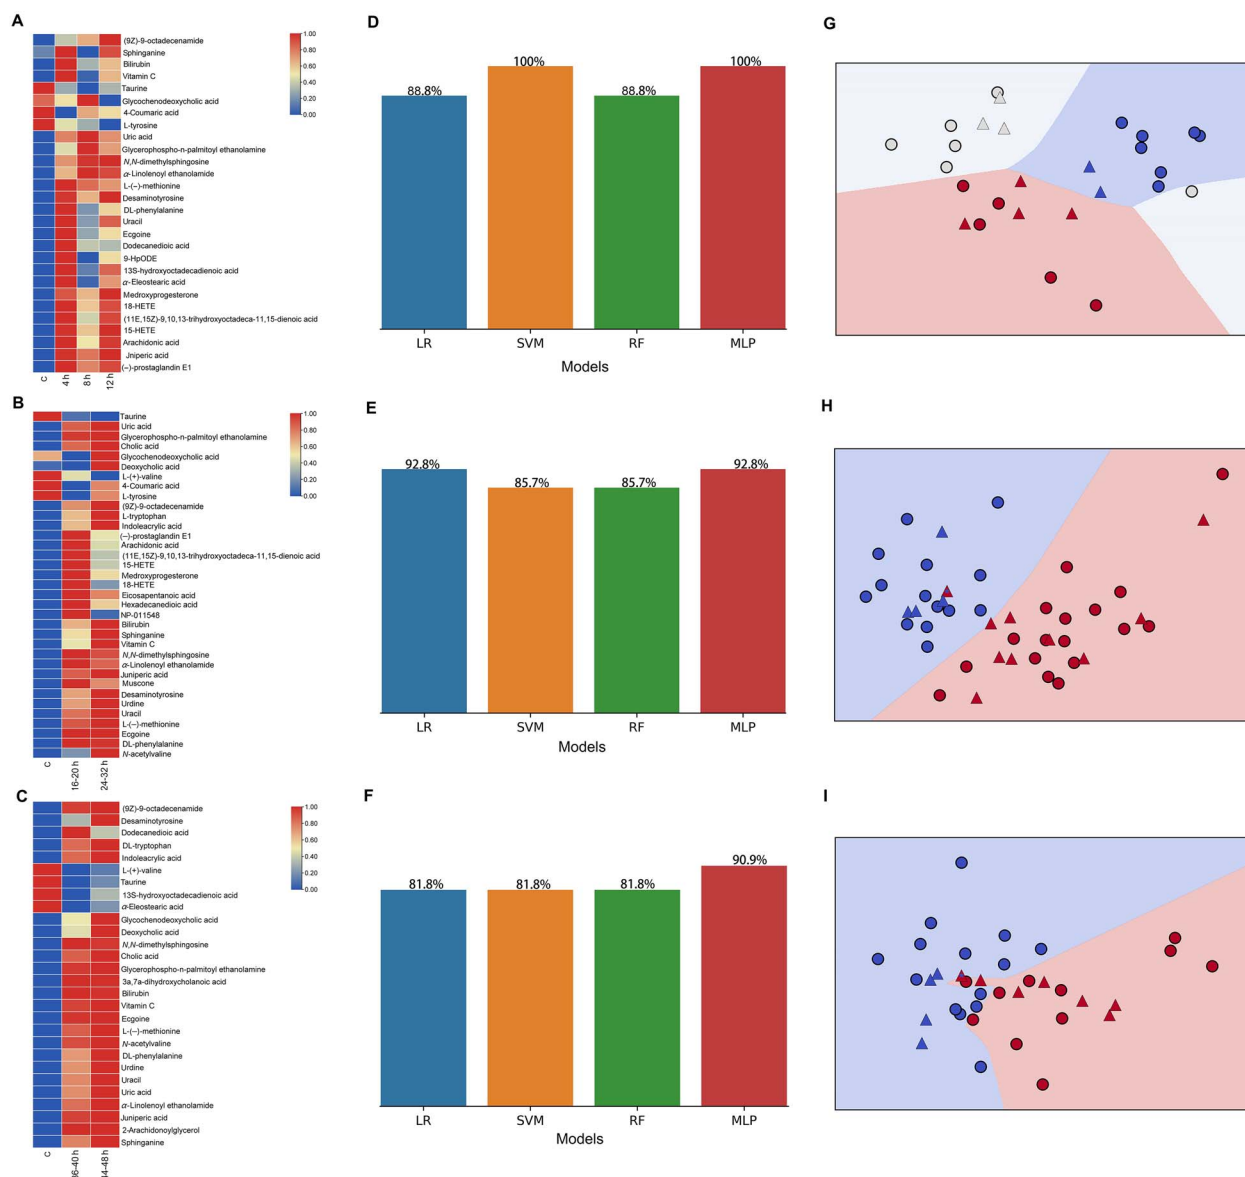 A
(9Z)-9-octadecenamide
Sphinganine
Bilirubin
Vitamin C
Taurine
Glycochenodeoxycholic acid
4-Coumaric acid
L-tyrosine
Uric acid
Glycerophospho-n-palmitoyl ethanolamine
N,N-dimethylsphingosine
α-Linolenoyl ethanolamide
L-(−)-methionine
Desaminotyrosine
DL-phenylalanine
Uracil
Ecgoine
Dodecanedioic acid
9-HpODE
13S-hydroxyoctadecadienoic acid
α-Eleostearic acid
Medroxyprogesterone
18-HETE
(11E,15Z)-9,10,13-trihydroxyoctadeca-11,15-dienoic acid
15-HETE
Arachidonic acid
Jniperic acid
(−)-prostaglandin E1
C
4 h
8 h
12 h
1.00
0.80
0.60
0.40
0.20
0.00
D
88.8%
100%
88.8%
100%
LR
SVM
RF
MLP
Models
G
B
Taurine
Uric acid
Glycerophospho-n-palmitoyl ethanolamine
Cholic acid
Glycochenodeoxycholic acid
Deoxycholic acid
L-(+)-valine
4-Coumaric acid
L-tyrosine
(9Z)-9-octadecenamide
L-tryptophan
Indoleacrylic acid
(−)-prostaglandin E1
Arachidonic acid
(11E,15Z)-9,10,13-trihydroxyoctadeca-11,15-dienoic acid
15-HETE
Medroxyprogesterone
18-HETE
Eicosapentanoic acid
Hexadecanedioic acid
NP-011548
Bilirubin
Sphinganine
Vitamin C
N,N-dimethylsphingosine
α-Linolenoyl ethanolamide
Juniperic acid
Muscone
Desaminotyrosine
Urdine
Uracil
L-(−)-methionine
Ecgoine
DL-phenylalanine
N-acetylvaline
C
16-20 h
24-32 h
1.00
0.80
0.60
0.40
0.20
0.00
E
92.8%
85.7%
85.7%
92.8%
LR
SVM
RF
MLP
Models
H
C
(9Z)-9-octadecenamide
Desaminotyrosine
Dodecanedioic acid
DL-tryptophan
Indoleacrylic acid
L-(+)-valine
Taurine
13S-hydroxyoctadecadienoic acid
α-Eleostearic acid
Glycochenodeoxycholic acid
Deoxycholic acid
N,N-dimethylsphingosine
Cholic acid
Glycerophospho-n-palmitoyl ethanolamine
3a,7a-dihydroxycholanoic acid
Bilirubin
Vitamin C
Ecgoine
L-(−)-methionine
N-acetylvaline
DL-phenylalanine
Urdine
Uracil
Uric acid
α-Linolenoyl ethanolamide
Juniperic acid
2-Arachidonoylglycerol
Sphinganine
C
1.00
0.80
0.60
0.40
0.20
0.00
F
81.8%
81.8%
81.8%
90.9%
LR
SVM
RF
MLP
Models
I